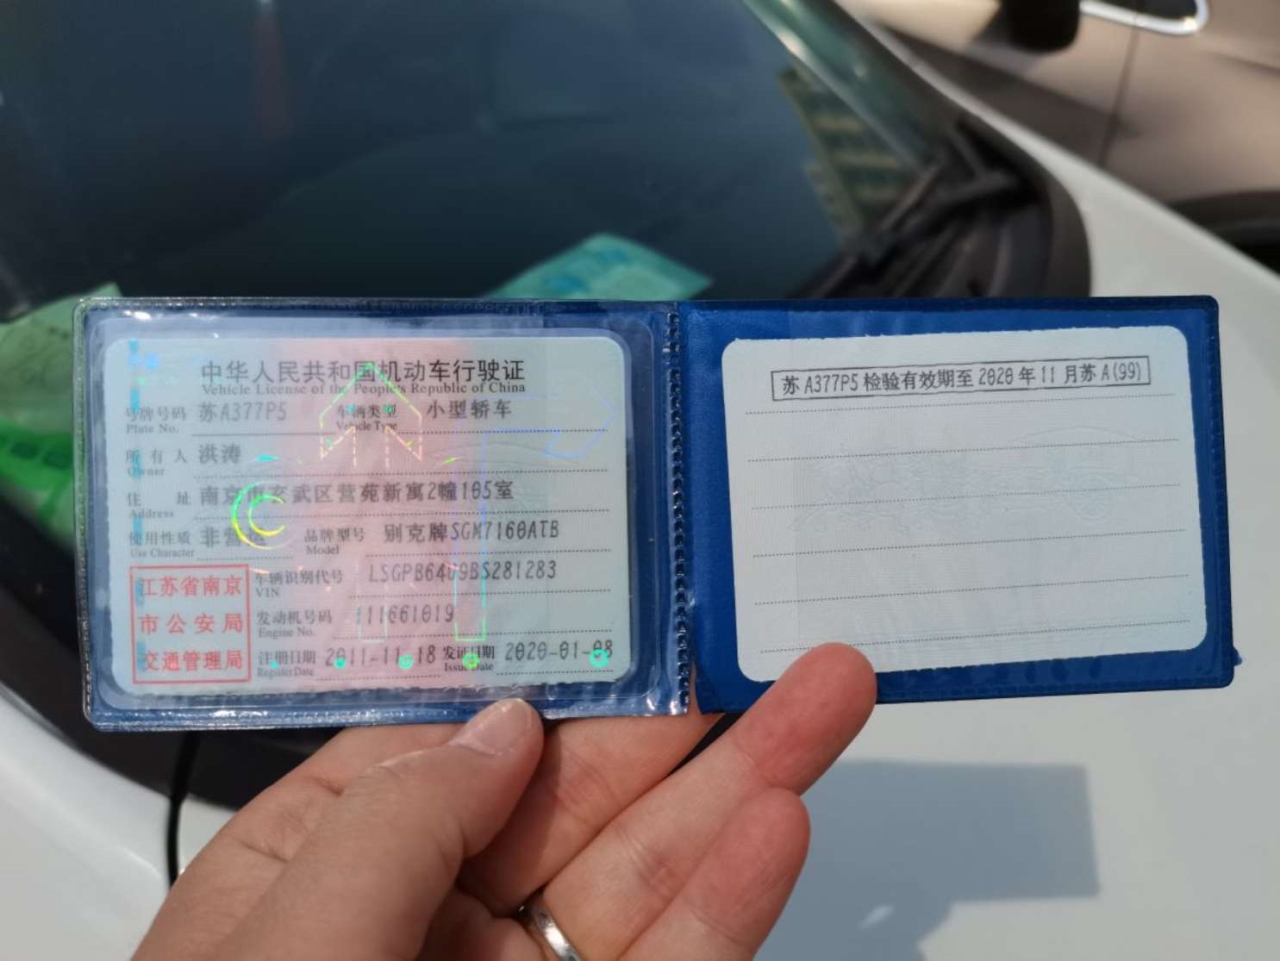 中华人民共和国机动车行驶证
Vehicle License of the People's Republic of China
号牌号码 苏A377P5 车辆类型 小型轿车
Plate No. Vehicle Type
所有人 洪涛
Owner
住址 南京市玄武区营苑新寓2幢105室
Address
使用性质 非营运 品牌型号 别克牌SGM7160ATB
Use Character Model
江苏省南京
市公安局
交通管理局
车辆识别代号 LSGPB64U9BS281283
VIN
发动机号码 111661019
Engine No.
注册日期 2011-11-18 发证日期 2020-01-08
Register Date Issue Date
苏A377P5检验有效期至2020年11月苏A(99)